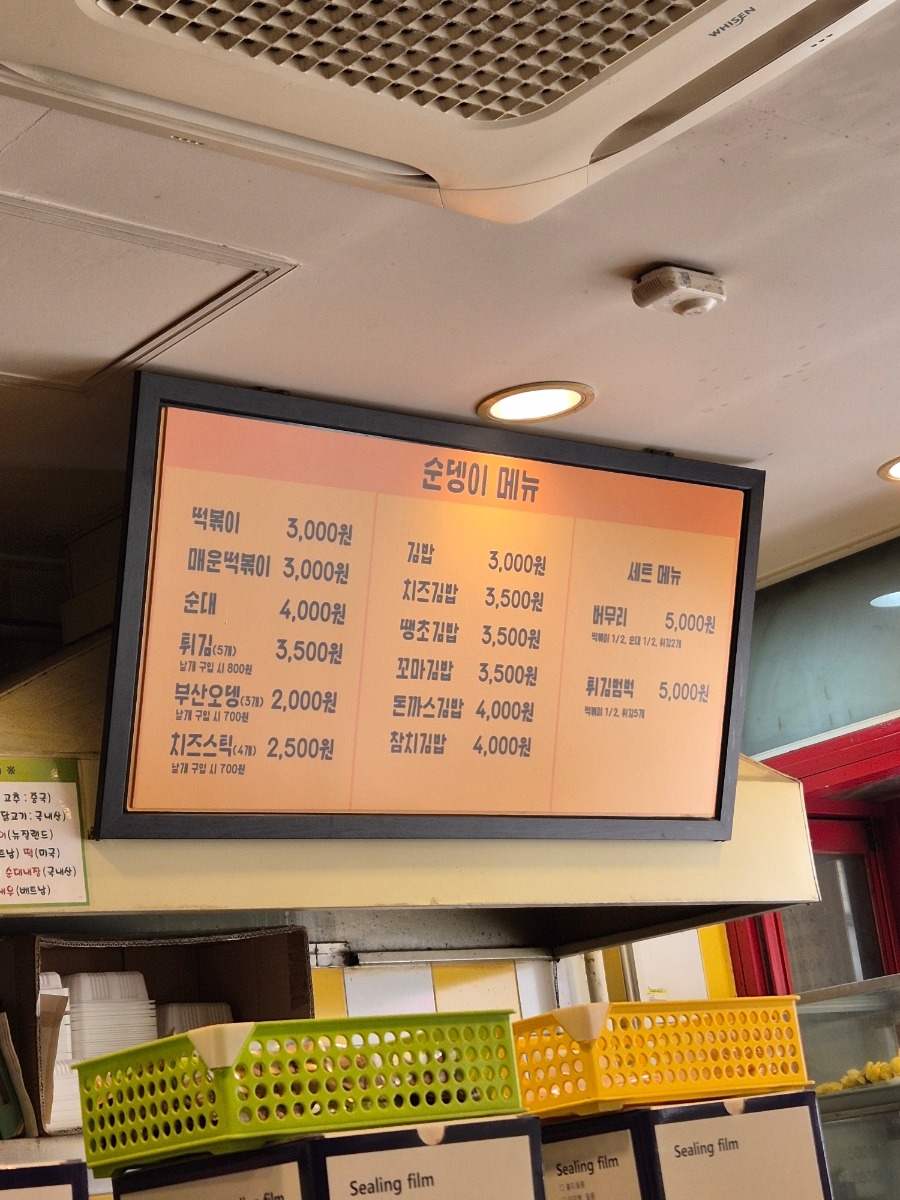 WHISEN
순뎅이 메뉴
떡볶이 3,000원
매운떡볶이 3,000원
순대 4,000원
튀김(5개) 3,500원
낱개 구입 시 800원
부산오뎅(3개) 2,000원
낱개 구입 시 700원
치즈스틱(4개) 2,500원
낱개 구입 시 700원
김밥 3,000원
치즈김밥 3,500원
땡초김밥 3,500원
꼬마김밥 3,500원
돈까스김밥 4,000원
참치김밥 4,000원
세트 메뉴
버무리 5,000원
떡볶이 1/2, 순대 1/2, 튀김2개
튀김범벅 5,000원
떡볶이 1/2, 튀김5개
고추 : 중국)
닭고기 : 국내산)
(뉴질랜드)
떡(미국)
순대내장(국내산)
(베트남)
Sealing film
Sealing film
Sealing film